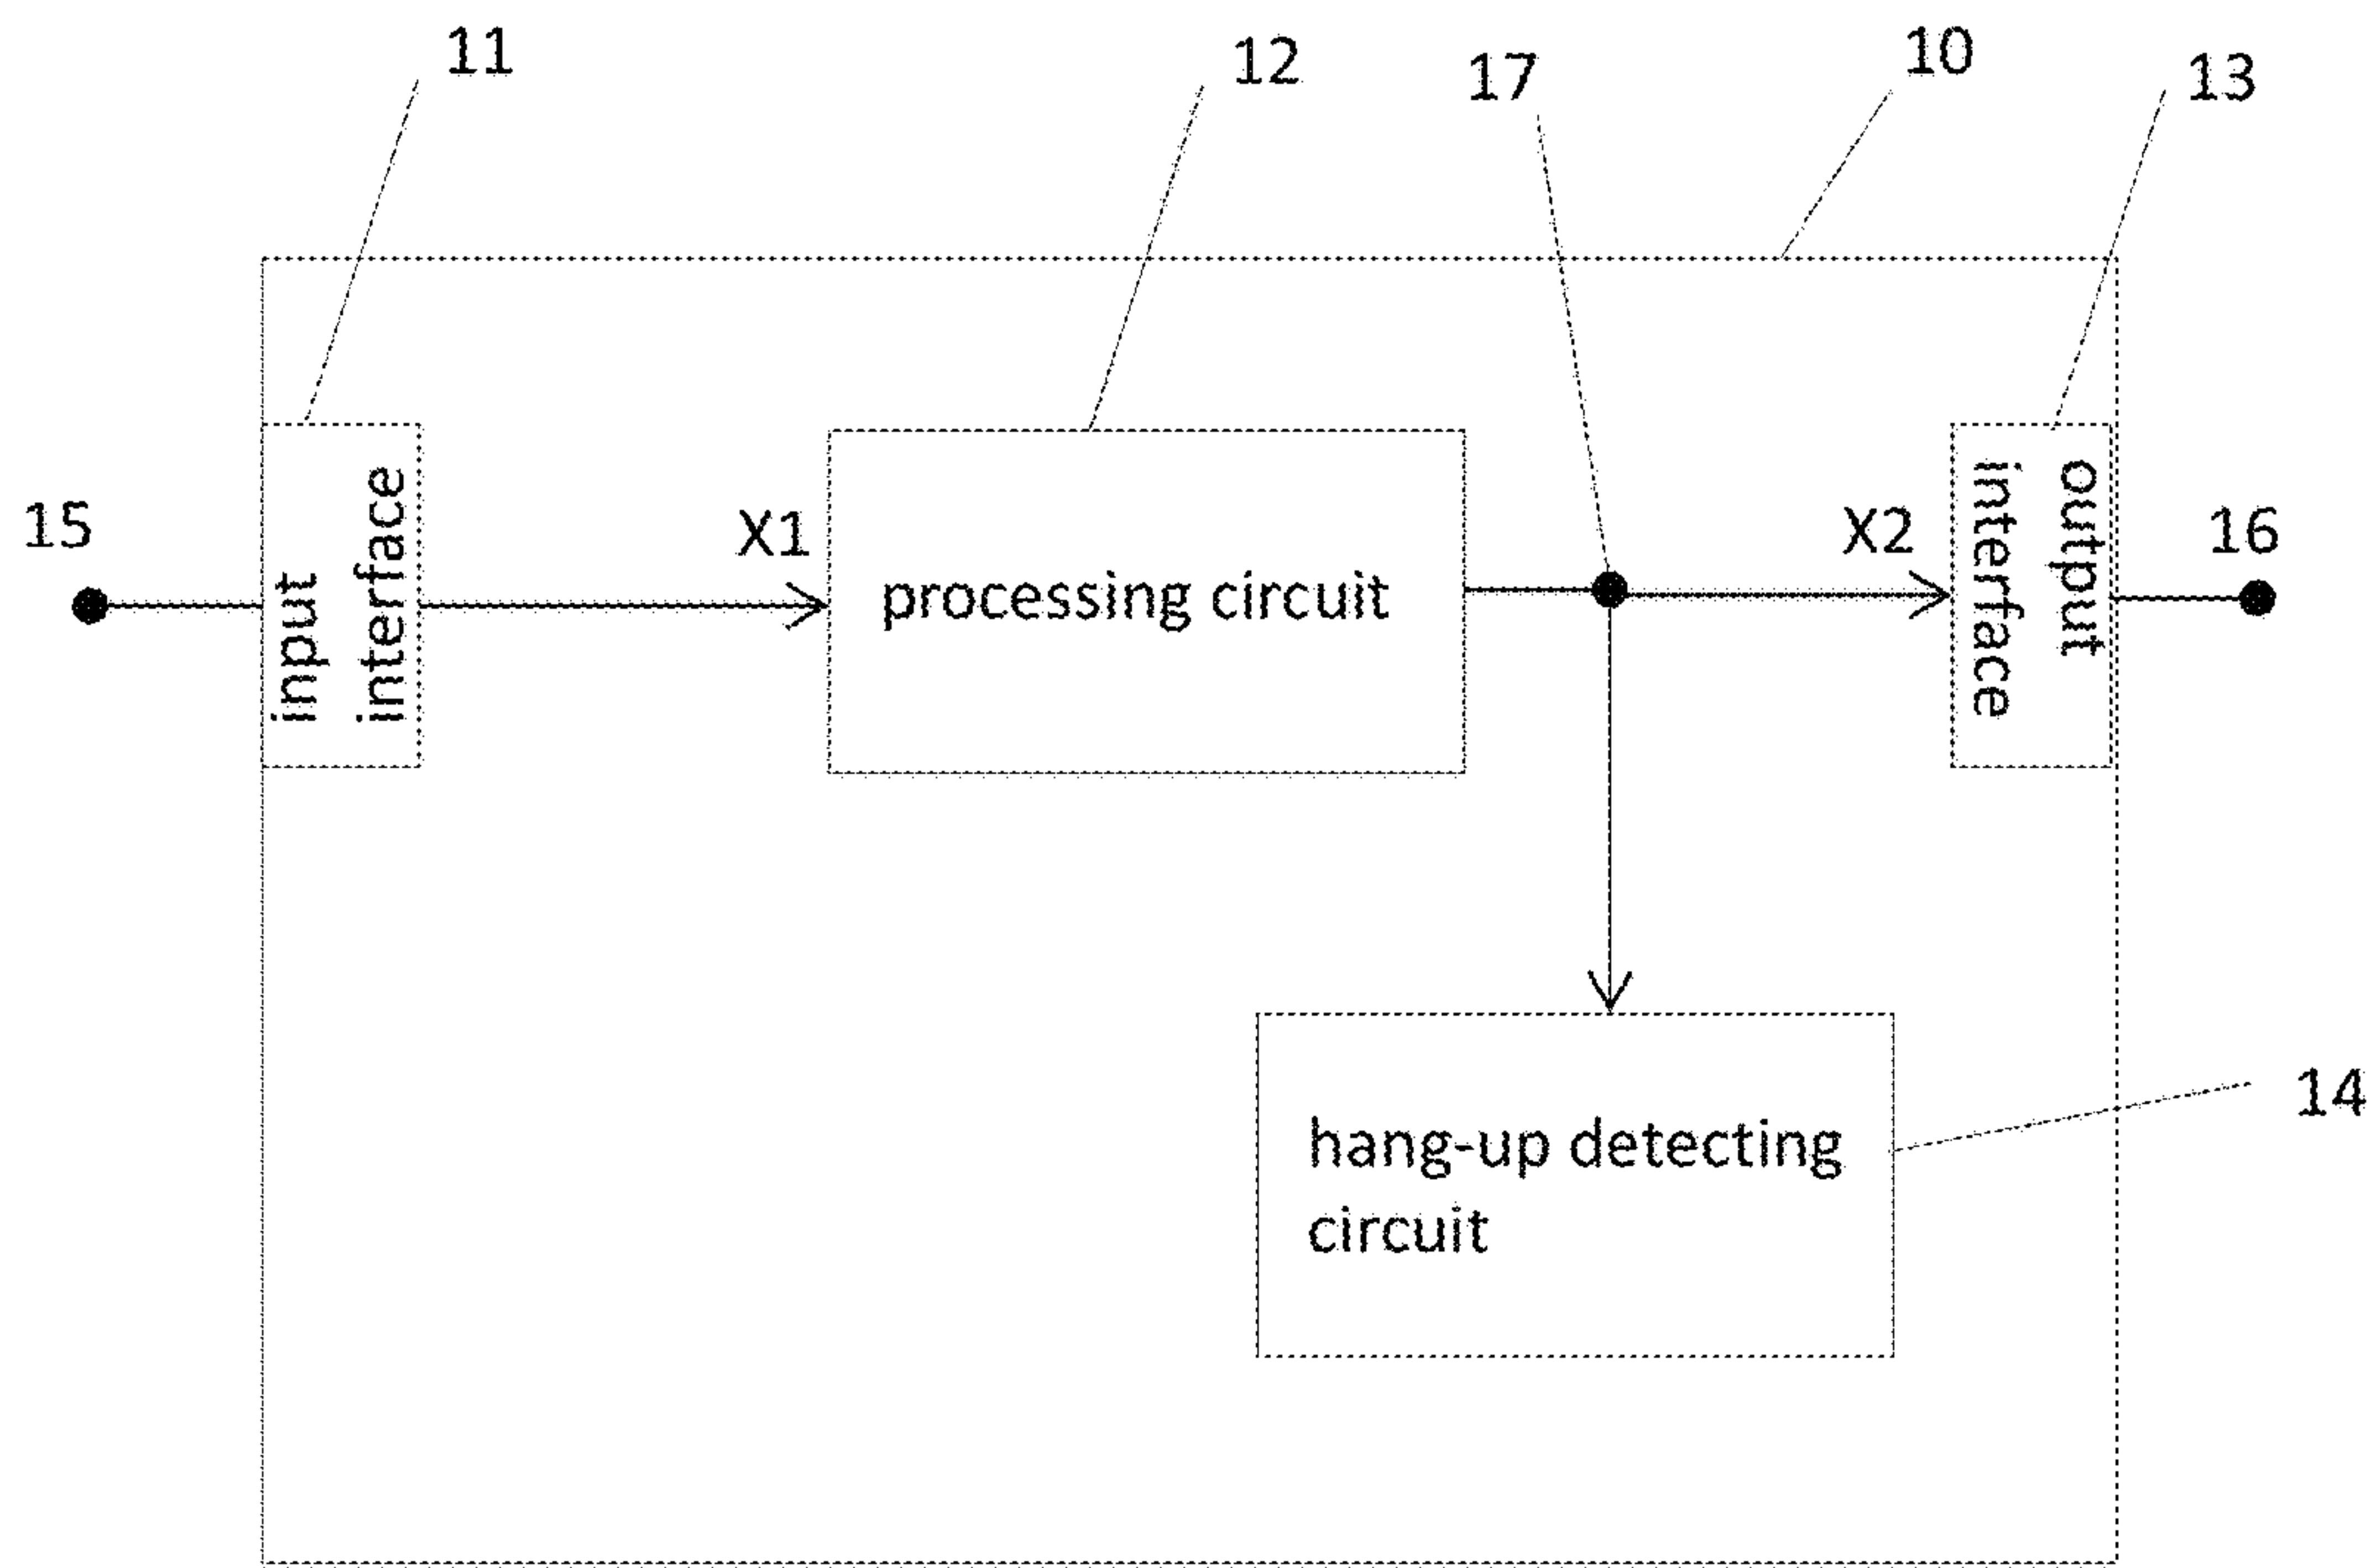 11
12
17
10
13
15
input
interface
X1
processing circuit
X2
output
interface
16
hang-up detecting
circuit
14